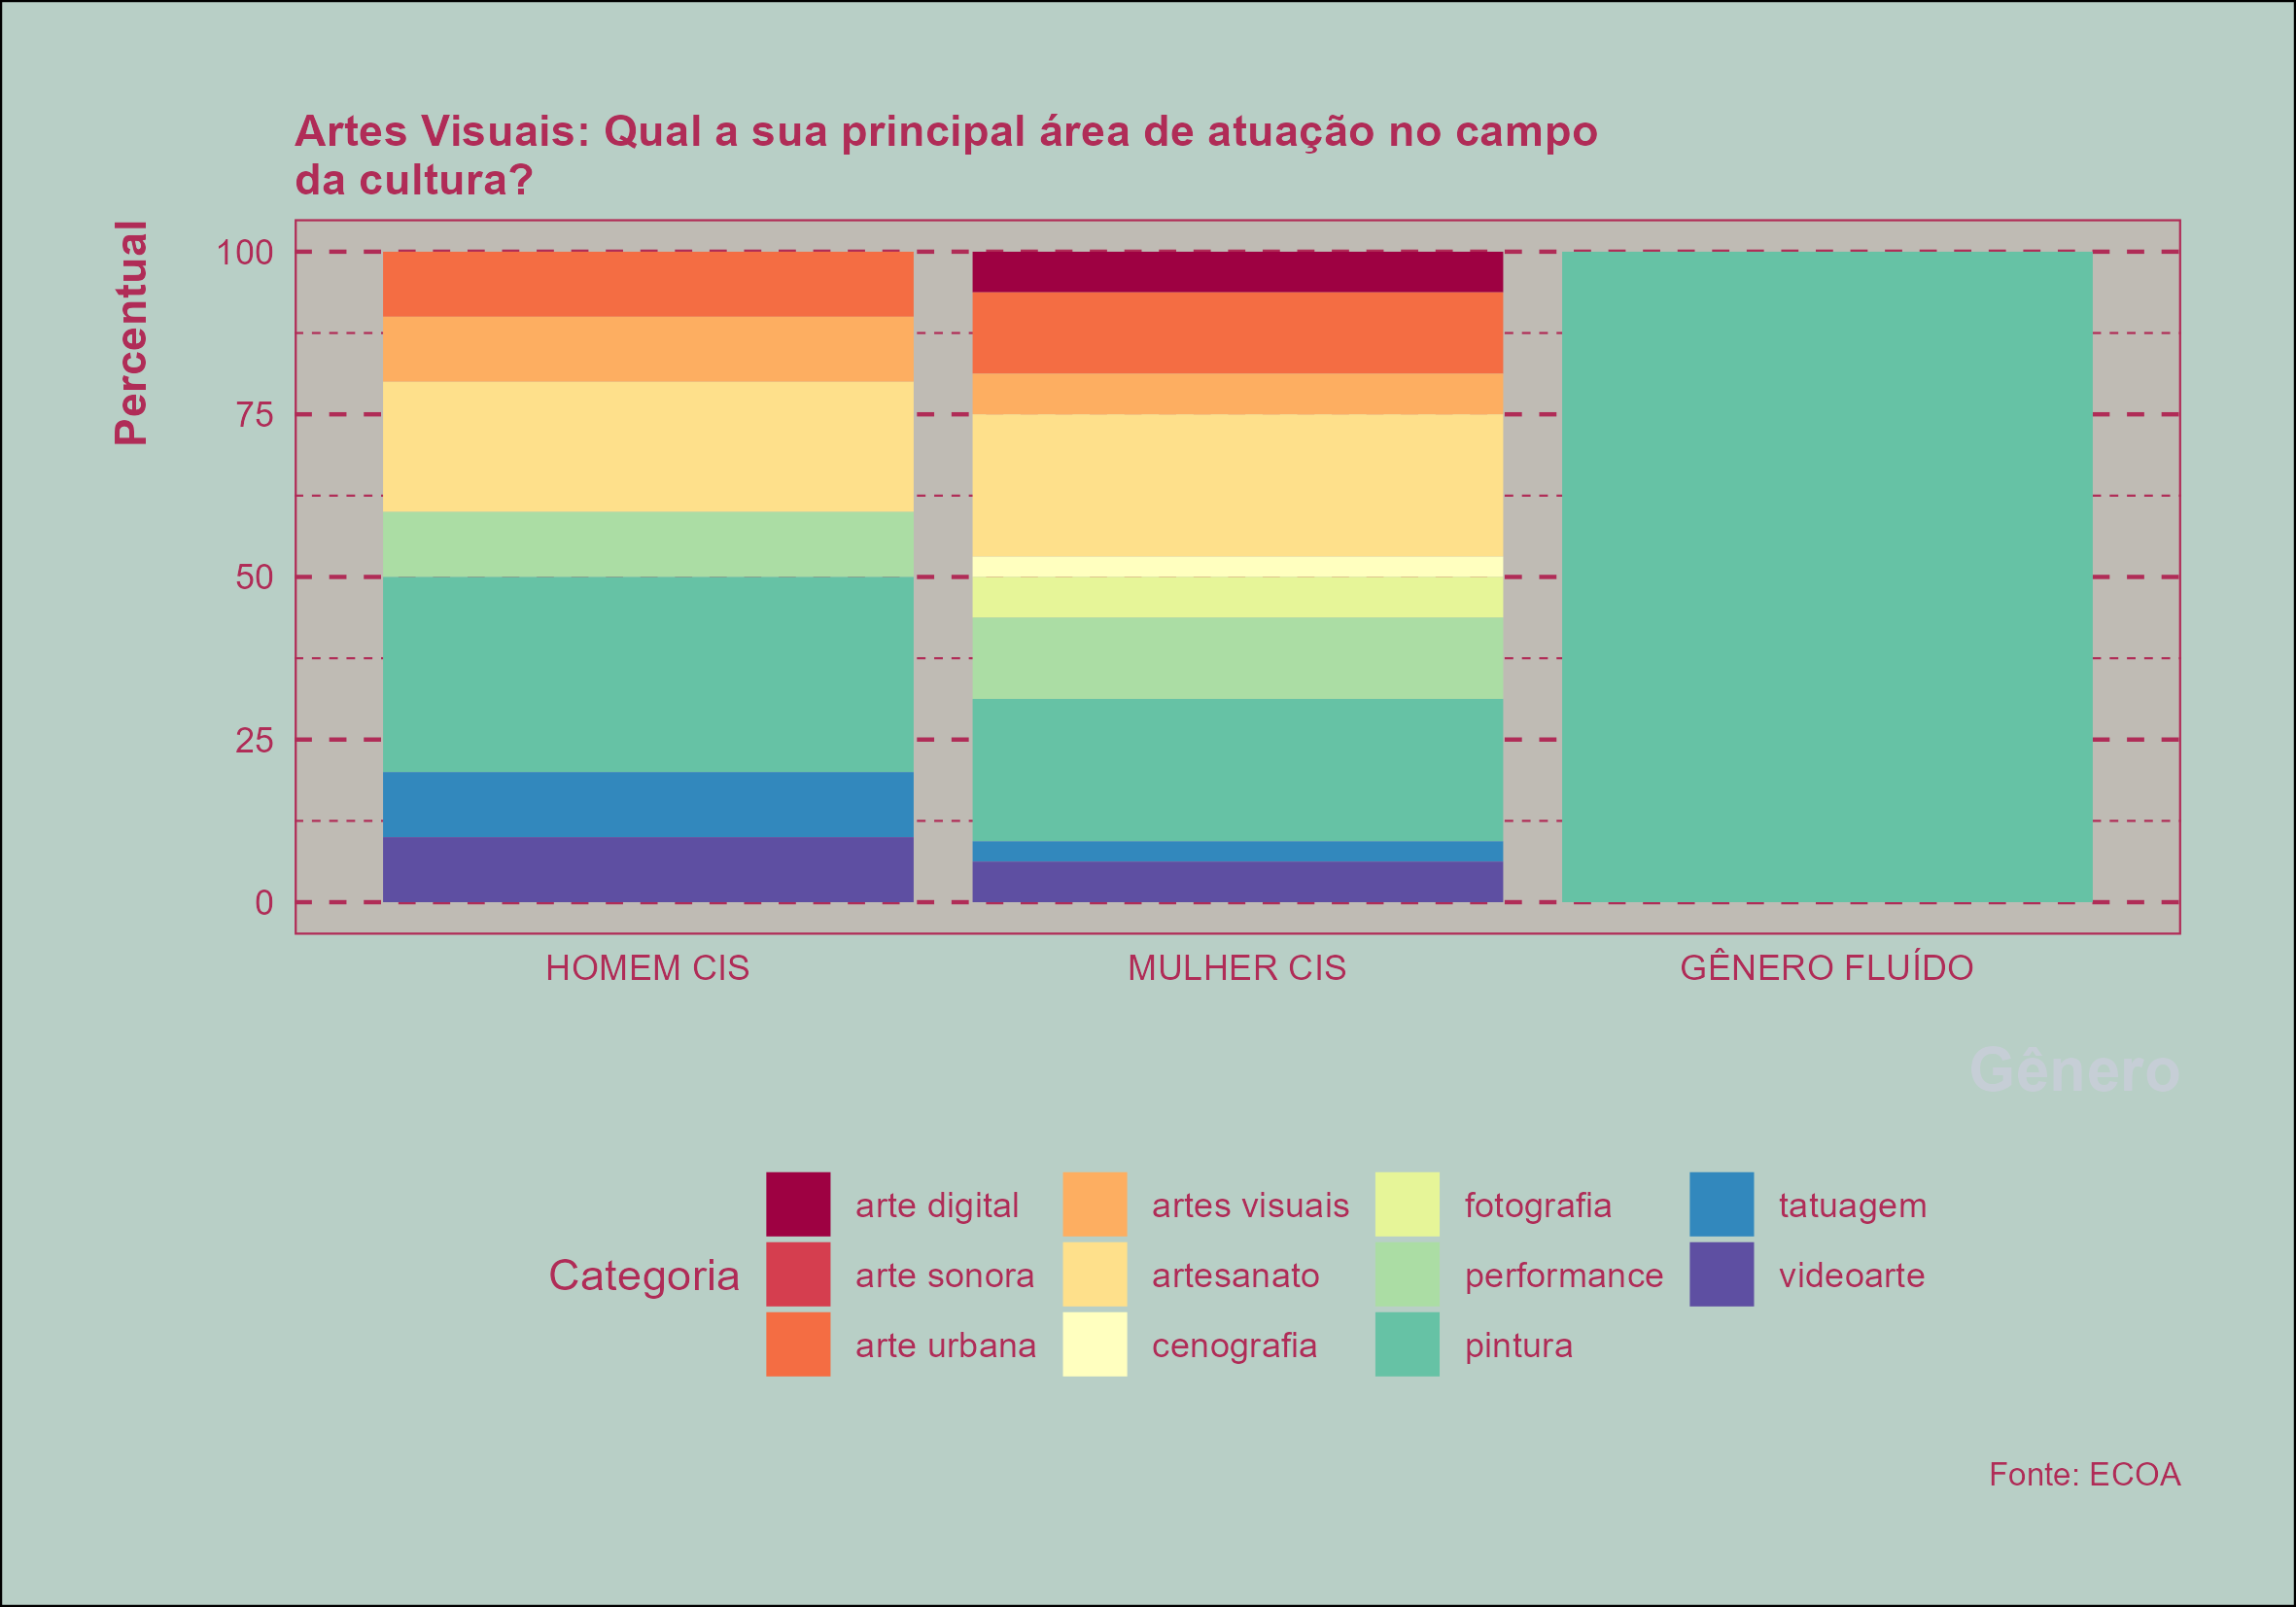 Artes Visuais: Qual a sua principal área de atuação no campo
da cultura?
Percentual
100
75
50
25
0
HOMEM CIS
MULHER CIS
GÊNERO FLUÍDO
Gênero
Categoria
arte digital
arte sonora
arte urbana
artes visuais
artesanato
cenografia
fotografia
performance
pintura
tatuagem
videoarte
Fonte: ECOA